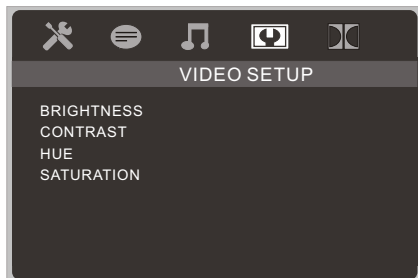 VIDEO SETUP
BRIGHTNESS
CONTRAST
HUE
SATURATION